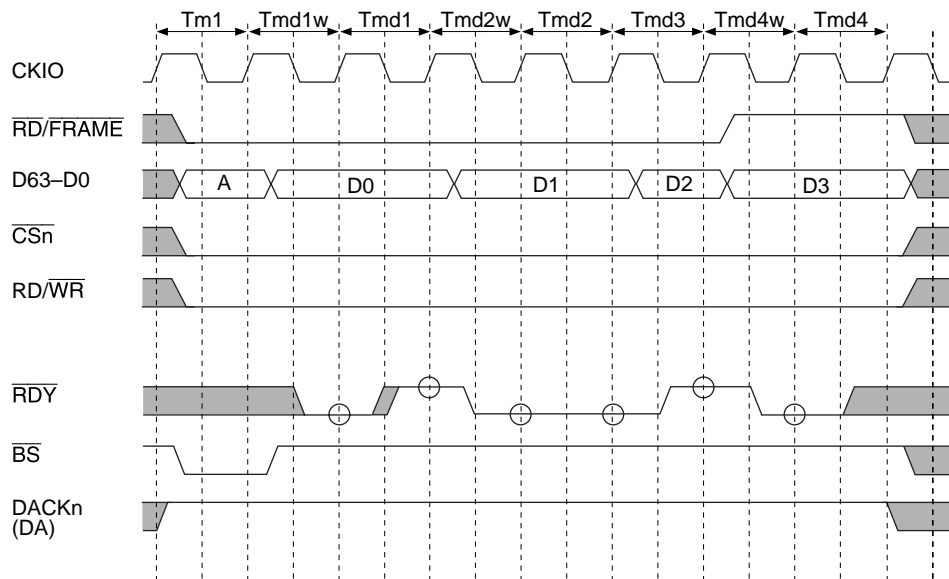 Tm1 Tmd1w Tmd1 Tmd2w Tmd2 Tmd3 Tmd4w Tmd4
CKIO
RD/FRAME
D63–D0 A D0 D1 D2 D3
CSn
RD/WR
RDY
BS
DACKn
(DA)